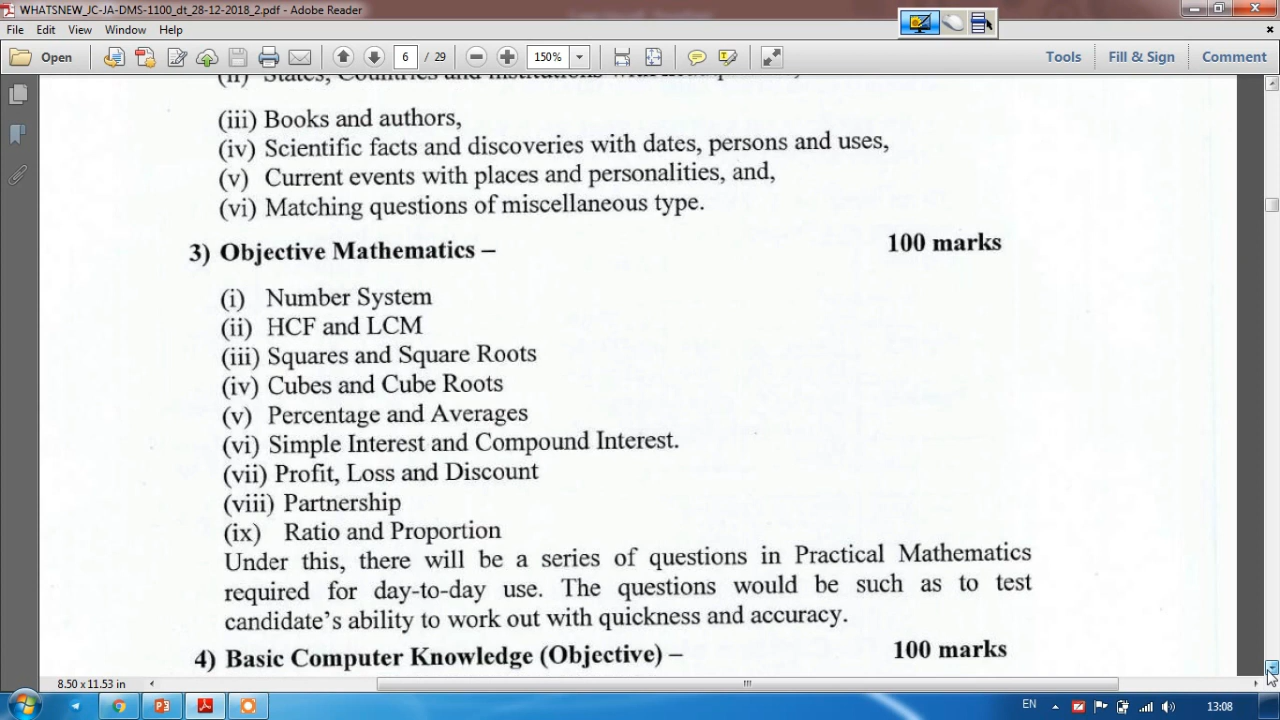 WHATSNEW_JC-JA-DMS-1100_dt_28-12-2018_2.pdf - Adobe Reader
File Edit View Window Help
Open 6 / 29 150% Tools Fill & Sign Comment
(ii) States, Countries and institutions with
(iii) Books and authors,
(iv) Scientific facts and discoveries with dates, persons and uses,
(v) Current events with places and personalities, and,
(vi) Matching questions of miscellaneous type.
3) Objective Mathematics – 100 marks
(i) Number System
(ii) HCF and LCM
(iii) Squares and Square Roots
(iv) Cubes and Cube Roots
(v) Percentage and Averages
(vi) Simple Interest and Compound Interest.
(vii) Profit, Loss and Discount
(viii) Partnership
(ix) Ratio and Proportion
Under this, there will be a series of questions in Practical Mathematics
required for day-to-day use. The questions would be such as to test
candidate's ability to work out with quickness and accuracy.
4) Basic Computer Knowledge (Objective) – 100 marks
8.50 x 11.53 in
EN 13:08